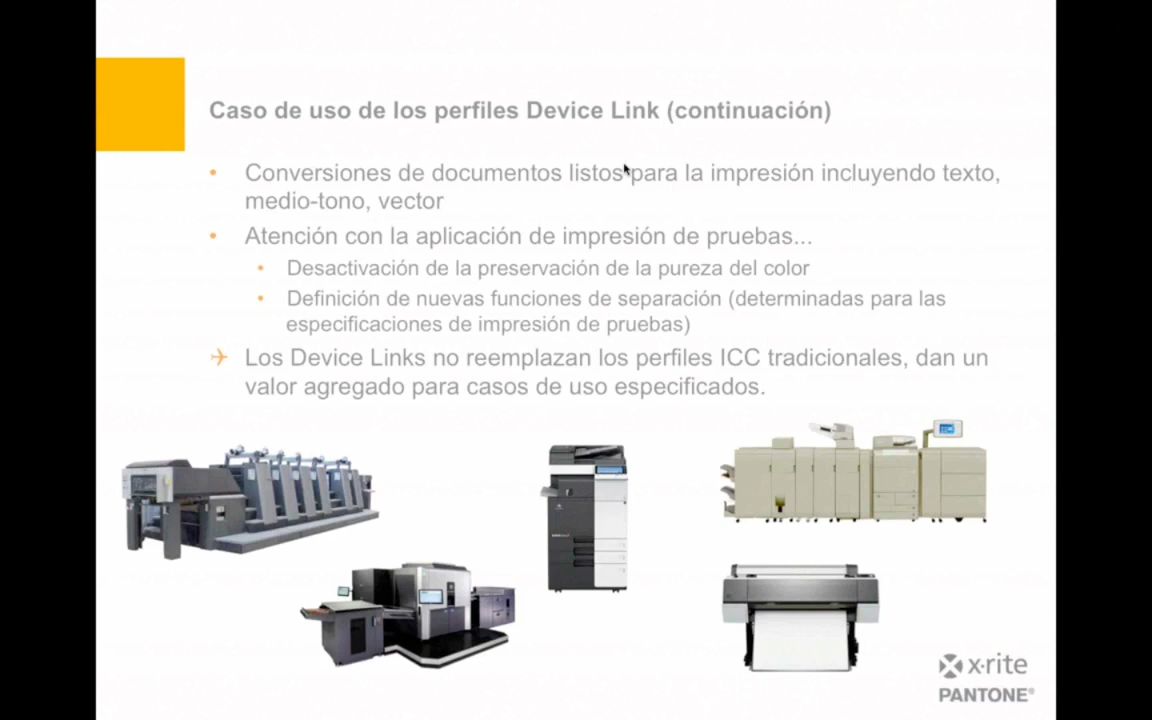 Caso de uso de los perfiles Device Link (continuación)
• Conversiones de documentos listos para la impresión incluyendo texto,
medio-tono, vector
• Atención con la aplicación de impresión de pruebas...
• Desactivación de la preservación de la pureza del color
• Definición de nuevas funciones de separación (determinadas para las
especificaciones de impresión de pruebas)
✈ Los Device Links no reemplazan los perfiles ICC tradicionales, dan un
valor agregado para casos de uso especificados.
x·rite
PANTONE®